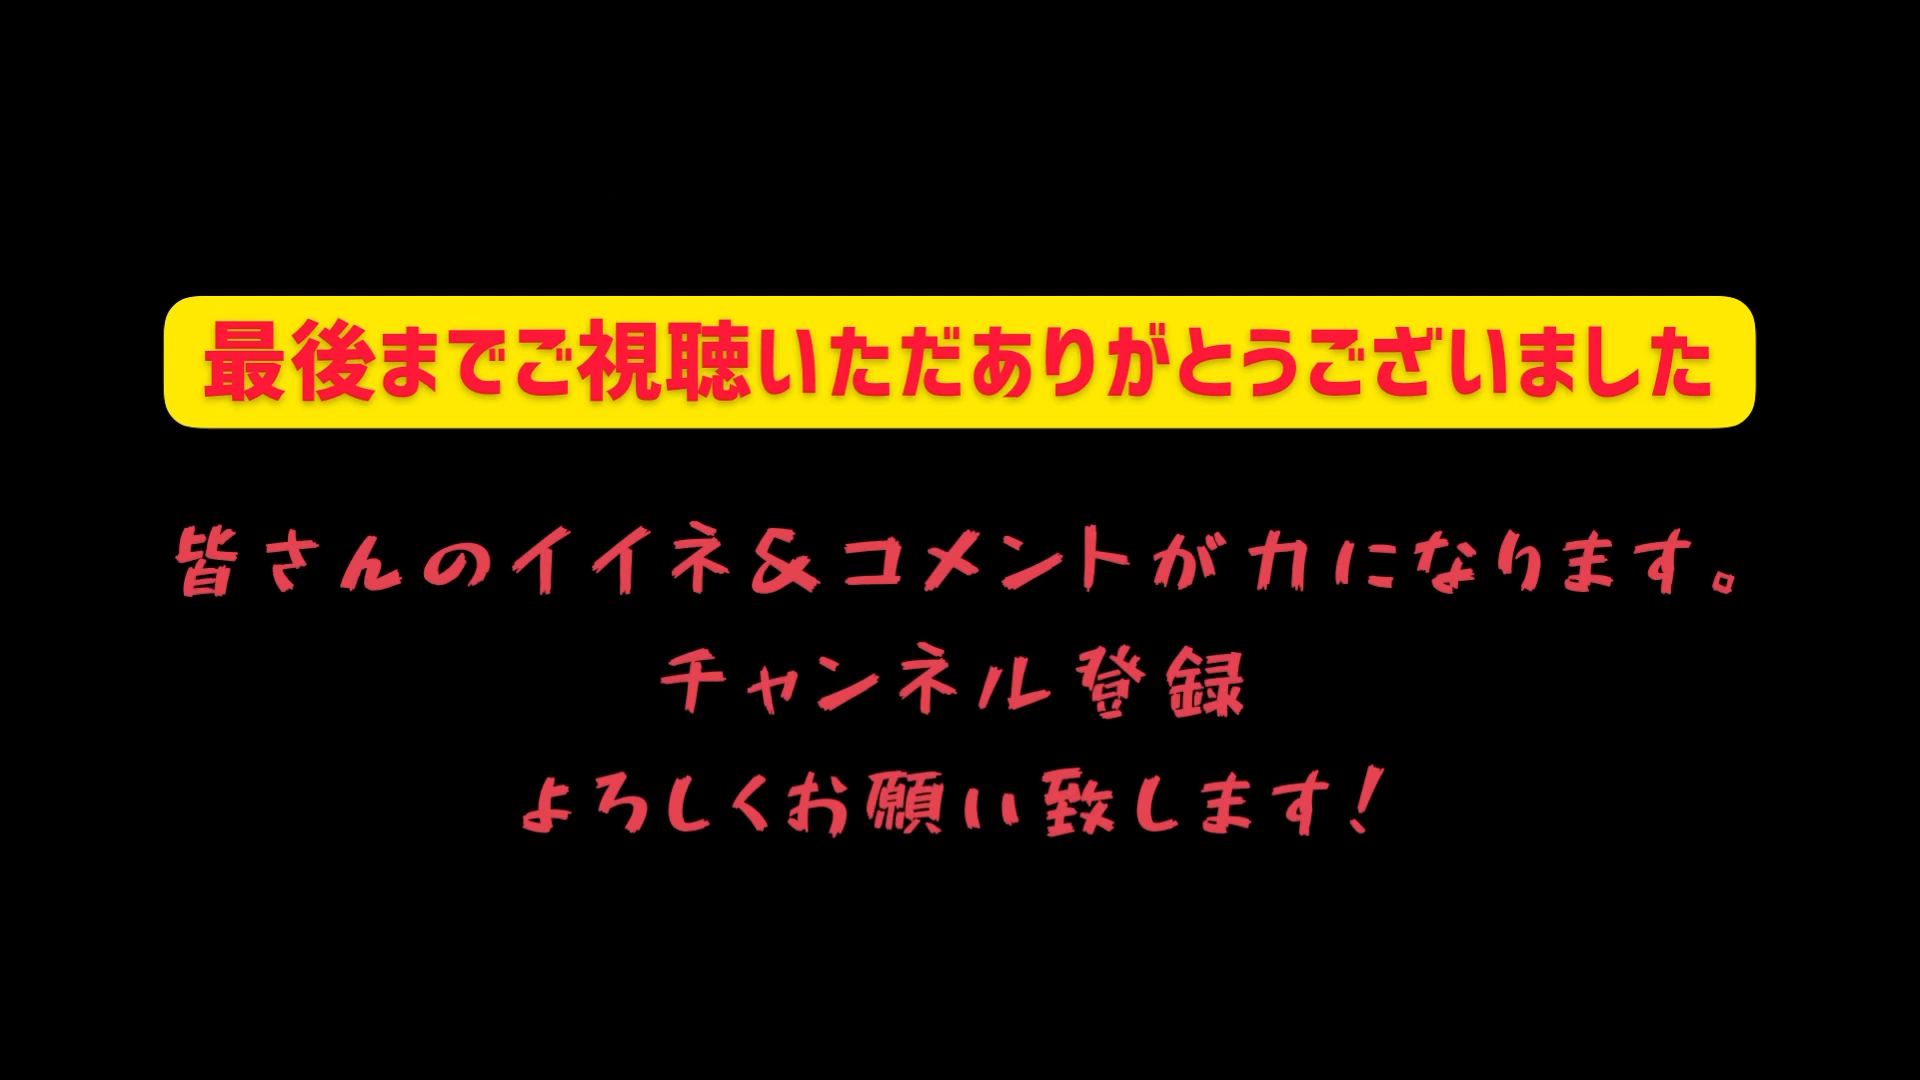 最後までご視聴いただありがとうございました
皆さんのイイネ&コメントが力になります。
チャンネル登録
よろしくお願い致します!